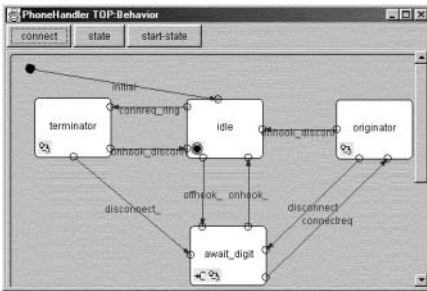 PhoneHandler TOP:Behavior
connect
state
start-state
initial
connreq_ring
terminator
idle
originator
onhook_disconn
onhook_disconn
offhook_
onhook_
disconnect_
disconnect
connectreq
await_digit